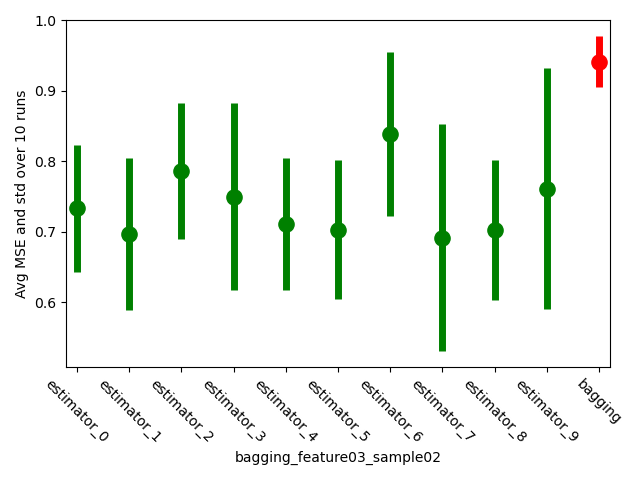 1.0
0.9
0.8
0.7
0.6
Avg MSE and std over 10 runs
estimator_0
estimator_1
estimator_2
estimator_3
estimator_4
estimator_5
estimator_6
estimator_7
estimator_8
estimator_9
bagging
bagging_feature03_sample02